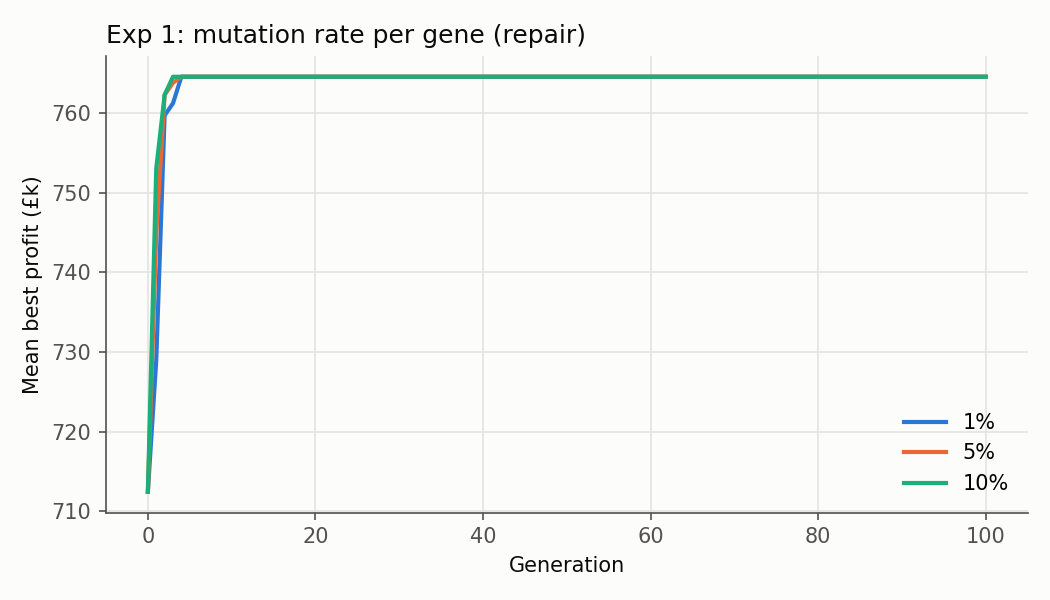 Exp 1: mutation rate per gene (repair)
Mean best profit (£k)
760
750
740
730
720
710
0 20 40 60 80 100
Generation
1%
5%
10%